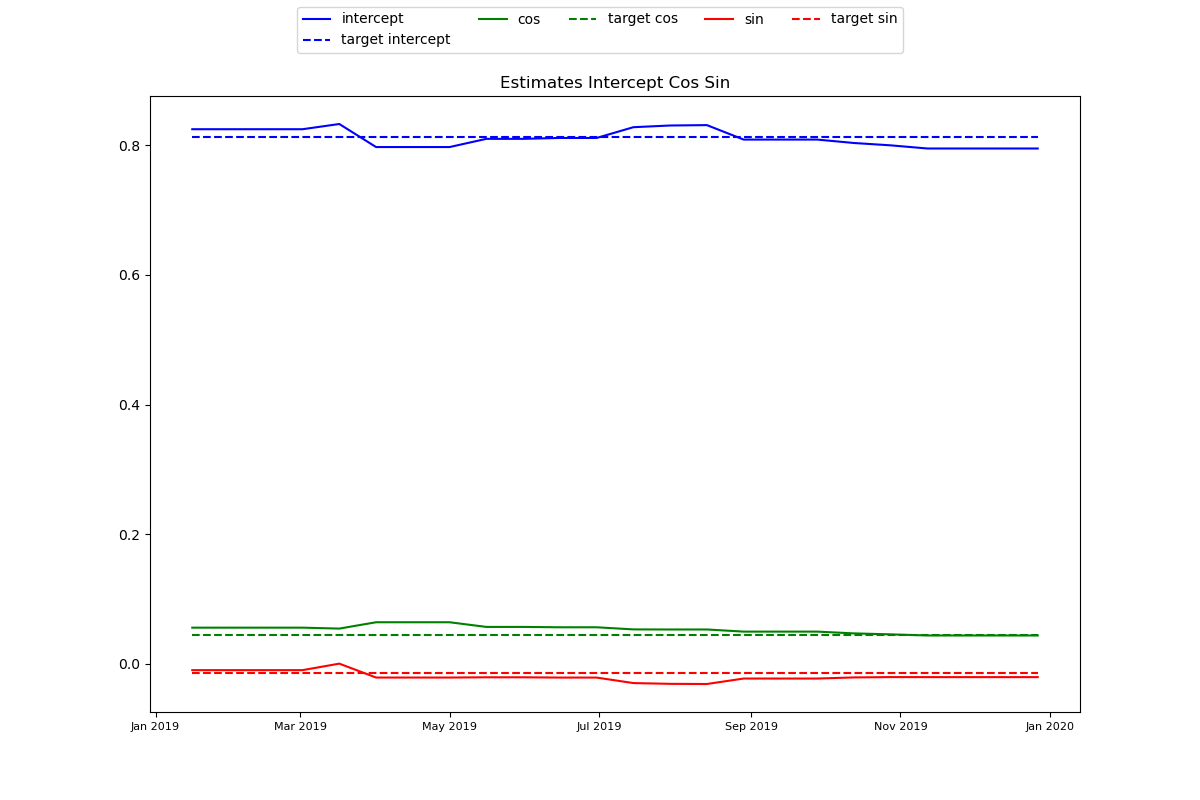 intercept cos target cos sin target sin
target intercept
Estimates Intercept Cos Sin
0.8
0.6
0.4
0.2
0.0
Jan 2019 Mar 2019 May 2019 Jul 2019 Sep 2019 Nov 2019 Jan 2020